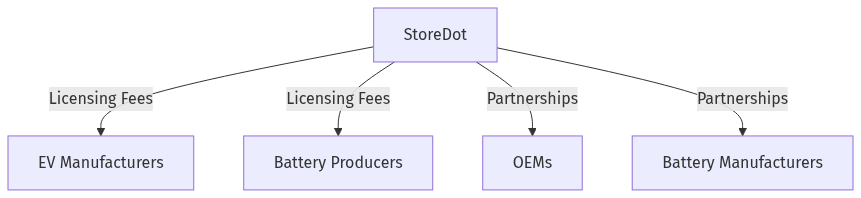 StoreDot
Licensing Fees
Licensing Fees
Partnerships
Partnerships
EV Manufacturers
Battery Producers
OEMs
Battery Manufacturers